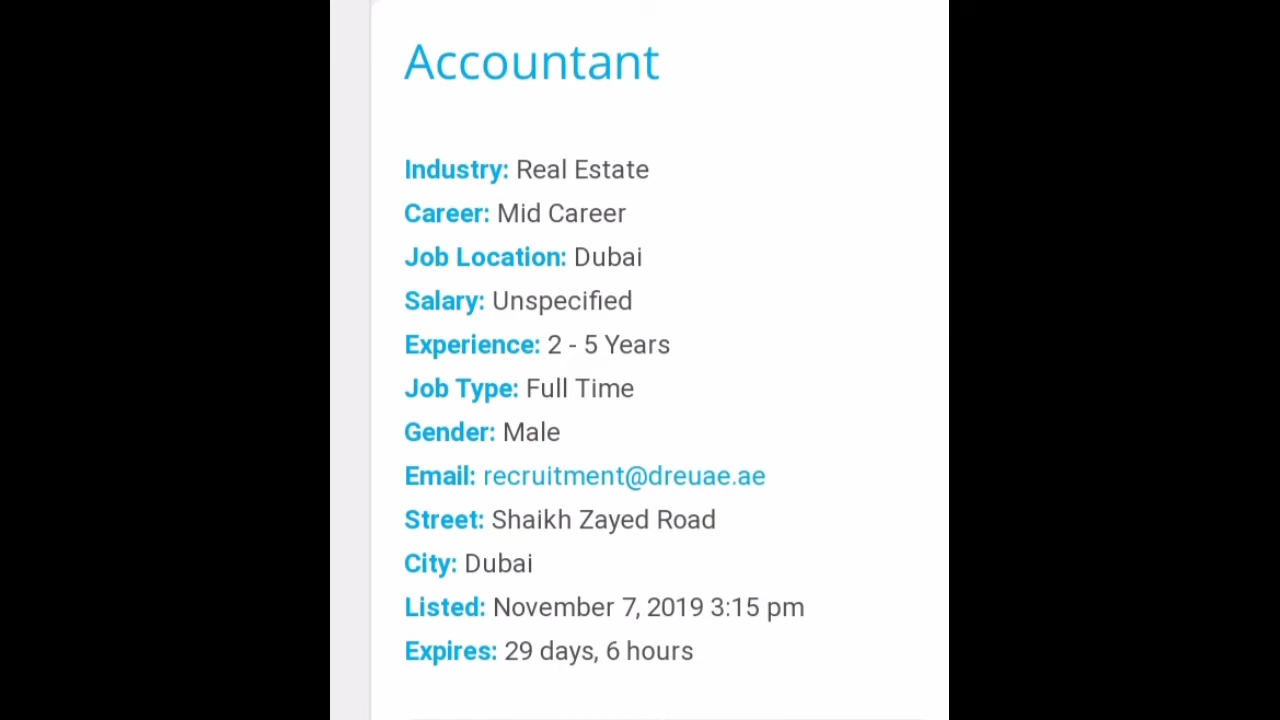 Accountant
Industry: Real Estate
Career: Mid Career
Job Location: Dubai
Salary: Unspecified
Experience: 2 - 5 Years
Job Type: Full Time
Gender: Male
Email: recruitment@dreuae.ae
Street: Shaikh Zayed Road
City: Dubai
Listed: November 7, 2019 3:15 pm
Expires: 29 days, 6 hours